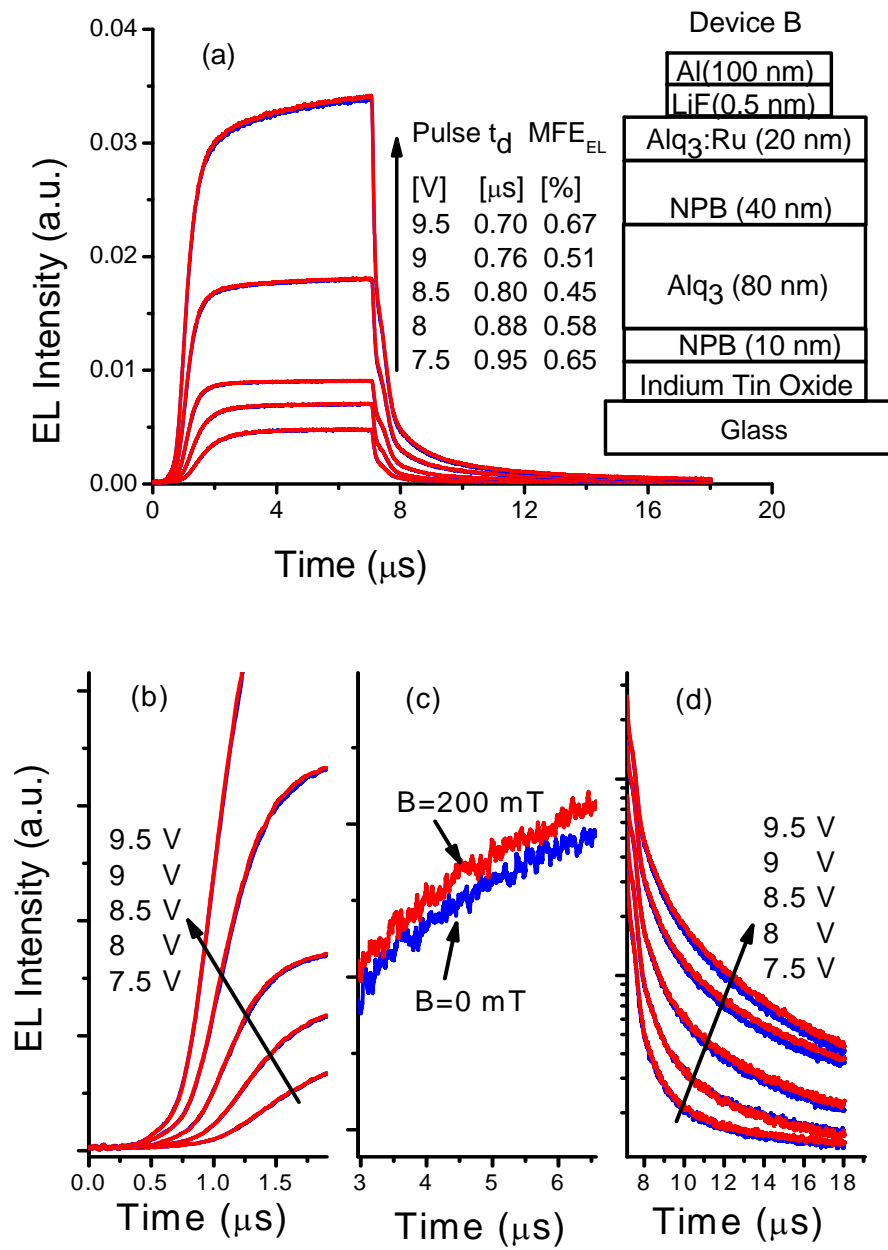 (a)
EL Intensity (a.u.)
0.04
0.03
0.02
0.01
0.00
0 4 8 12 16 20
Time (μs)
Pulse t_d MFE_EL
[V] [μs] [%]
9.5 0.70 0.67
9 0.76 0.51
8.5 0.80 0.45
8 0.88 0.58
7.5 0.95 0.65
Device B
Al(100 nm)
LiF(0.5 nm)
Alq3:Ru (20 nm)
NPB (40 nm)
Alq3 (80 nm)
NPB (10 nm)
Indium Tin Oxide
Glass
(b)
EL Intensity (a.u.)
9.5 V
9 V
8.5 V
8 V
7.5 V
0.0 0.5 1.0 1.5
Time (μs)
(c)
B=200 mT
B=0 mT
3 4 5 6
Time (μs)
(d)
9.5 V
9 V
8.5 V
8 V
7.5 V
8 10 12 14 16 18
Time (μs)